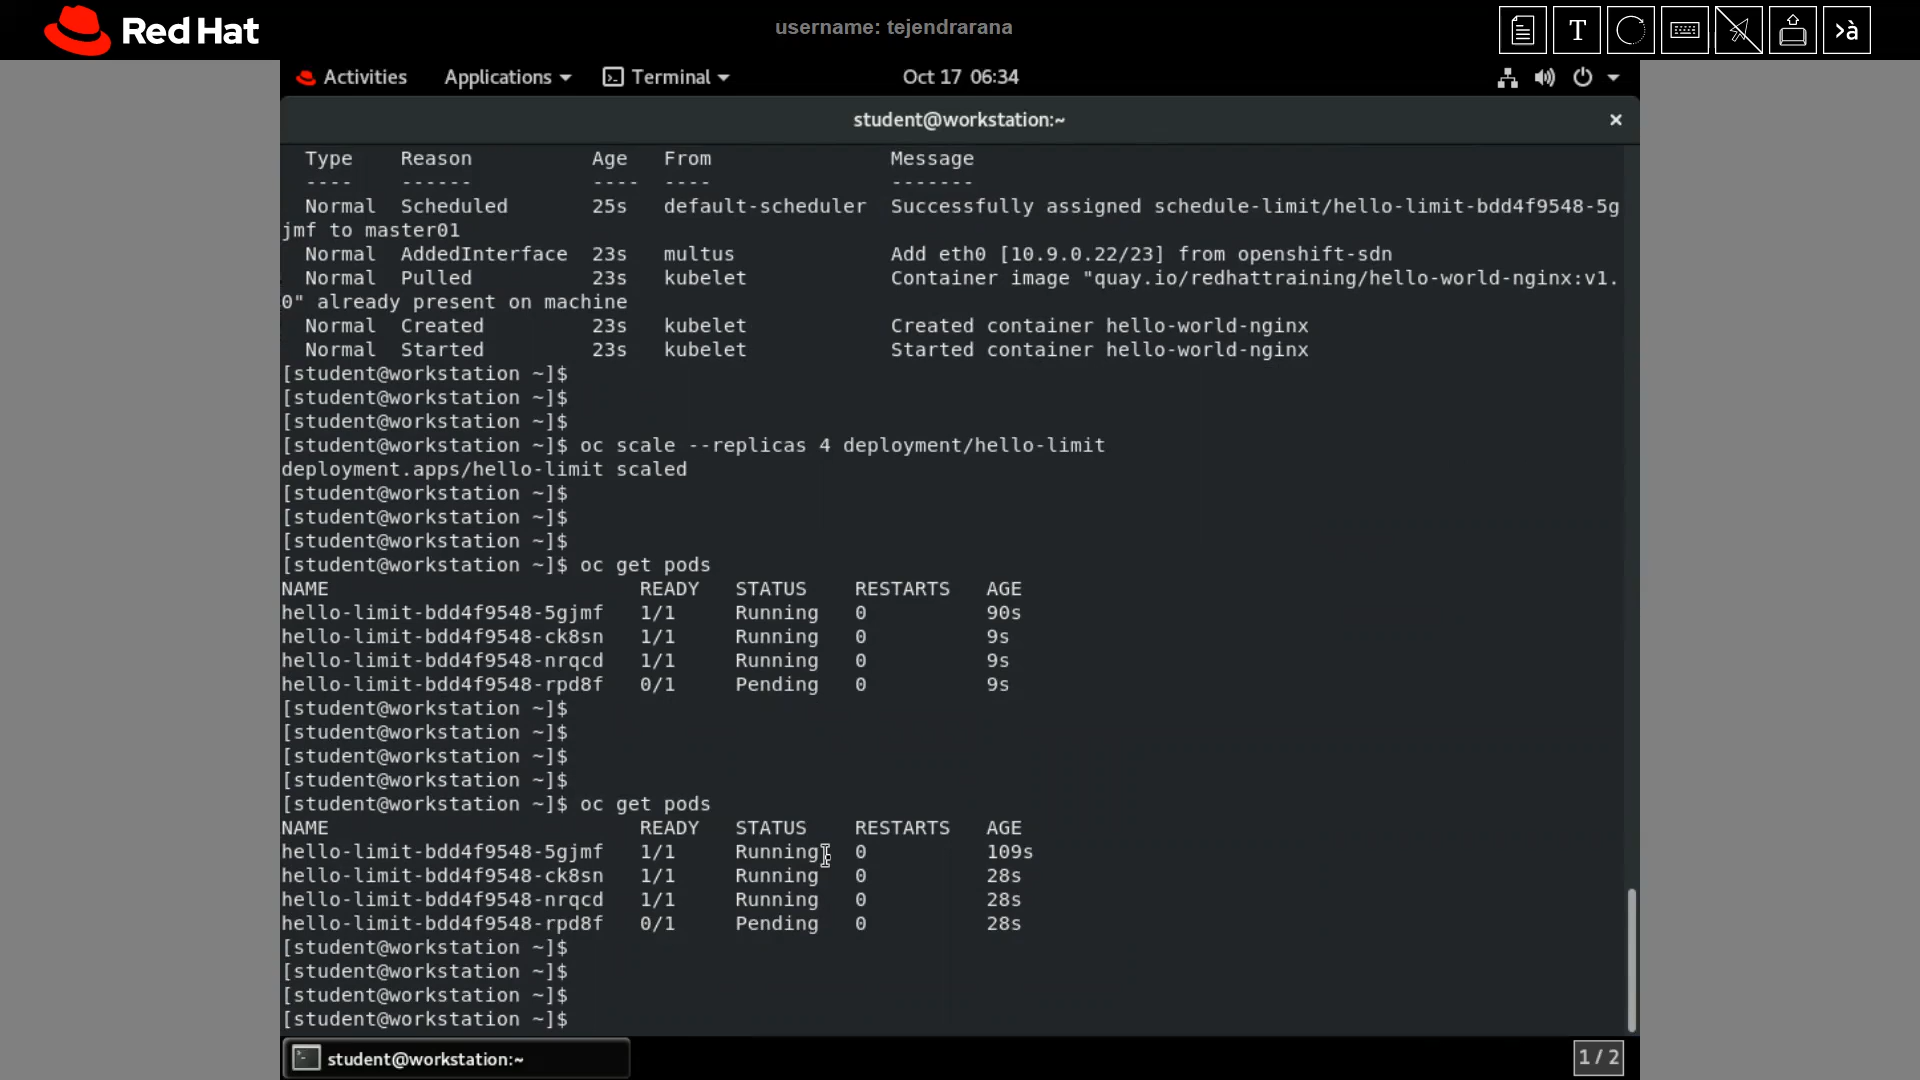 Red Hat
username: tejendrarana
T
>à
Activities Applications Terminal Oct 17 06:34
student@workstation:~ ×
  Type    Reason          Age   From               Message
  ----    ------          ----  ----               -------
  Normal  Scheduled       25s   default-scheduler  Successfully assigned schedule-limit/hello-limit-bdd4f9548-5g
jmf to master01
  Normal  AddedInterface  23s   multus             Add eth0 [10.9.0.22/23] from openshift-sdn
  Normal  Pulled          23s   kubelet            Container image "quay.io/redhattraining/hello-world-nginx:v1.
0" already present on machine
  Normal  Created         23s   kubelet            Created container hello-world-nginx
  Normal  Started         23s   kubelet            Started container hello-world-nginx
[student@workstation ~]$
[student@workstation ~]$
[student@workstation ~]$
[student@workstation ~]$ oc scale --replicas 4 deployment/hello-limit
deployment.apps/hello-limit scaled
[student@workstation ~]$
[student@workstation ~]$
[student@workstation ~]$
[student@workstation ~]$ oc get pods
NAME                          READY   STATUS    RESTARTS   AGE
hello-limit-bdd4f9548-5gjmf   1/1     Running   0          90s
hello-limit-bdd4f9548-ck8sn   1/1     Running   0          9s
hello-limit-bdd4f9548-nrqcd   1/1     Running   0          9s
hello-limit-bdd4f9548-rpd8f   0/1     Pending   0          9s
[student@workstation ~]$
[student@workstation ~]$
[student@workstation ~]$
[student@workstation ~]$
[student@workstation ~]$ oc get pods
NAME                          READY   STATUS    RESTARTS   AGE
hello-limit-bdd4f9548-5gjmf   1/1     Running   0          109s
hello-limit-bdd4f9548-ck8sn   1/1     Running   0          28s
hello-limit-bdd4f9548-nrqcd   1/1     Running   0          28s
hello-limit-bdd4f9548-rpd8f   0/1     Pending   0          28s
[student@workstation ~]$
[student@workstation ~]$
[student@workstation ~]$
[student@workstation ~]$
student@workstation:~ 1 / 2